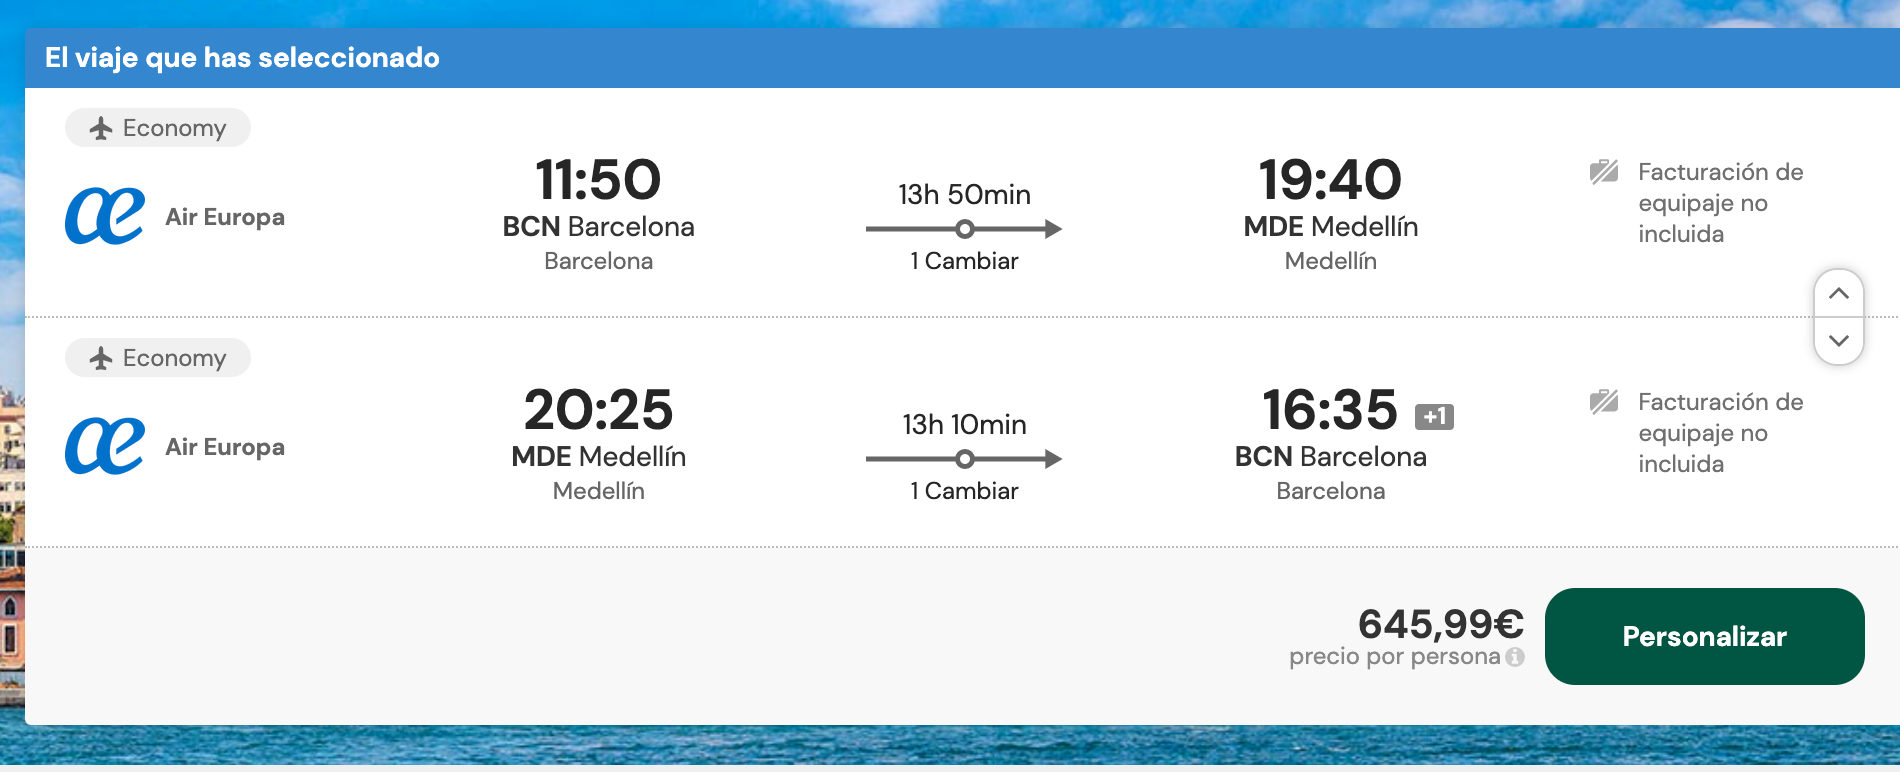 El viaje que has seleccionado
Economy
Air Europa
11:50
BCN Barcelona
Barcelona
13h 50min
1 Cambiar
19:40
MDE Medellín
Medellín
Facturación de
equipaje no
incluida
Economy
Air Europa
20:25
MDE Medellín
Medellín
13h 10min
1 Cambiar
16:35 +1
BCN Barcelona
Barcelona
Facturación de
equipaje no
incluida
645,99€
precio por persona
Personalizar